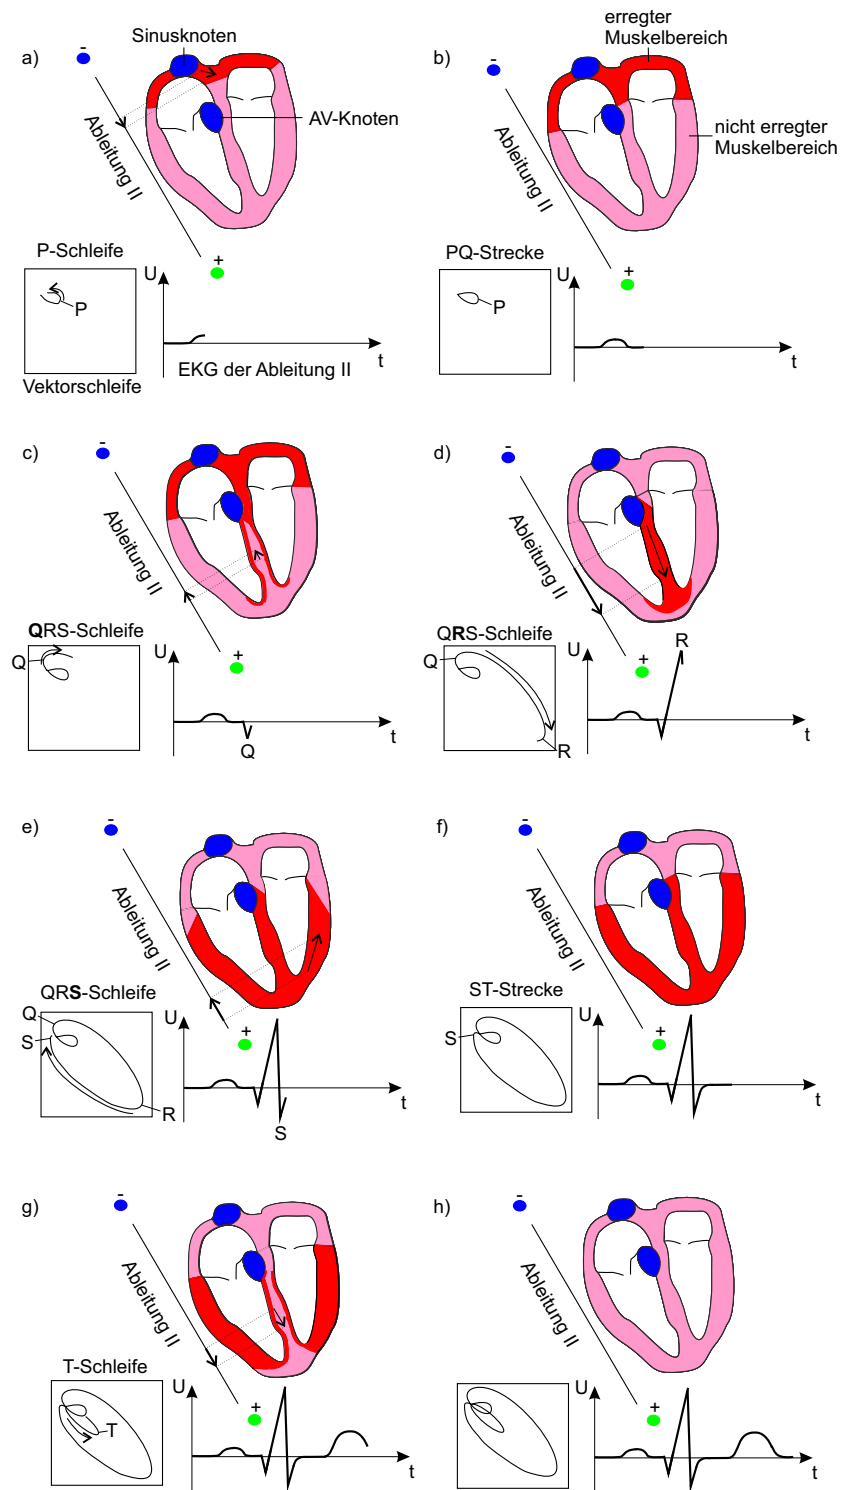 a)
Sinusknoten
-
AV-Knoten
Ableitung II
+
P-Schleife
P
Vektorschleife
U
t
EKG der Ableitung II
b)
erregter
Muskelbereich
-
nicht erregter
Muskelbereich
Ableitung II
+
PQ-Strecke
P
U
t
c)
-
Ableitung II
+
QRS-Schleife
Q
U
Q
t
d)
-
Ableitung II
+
QRS-Schleife
Q
R
U
R
t
e)
-
Ableitung II
+
QRS-Schleife
Q
S
R
U
S
t
f)
-
Ableitung II
+
ST-Strecke
S
U
t
g)
-
Ableitung II
+
T-Schleife
T
U
t
h)
-
Ableitung II
+
U
t